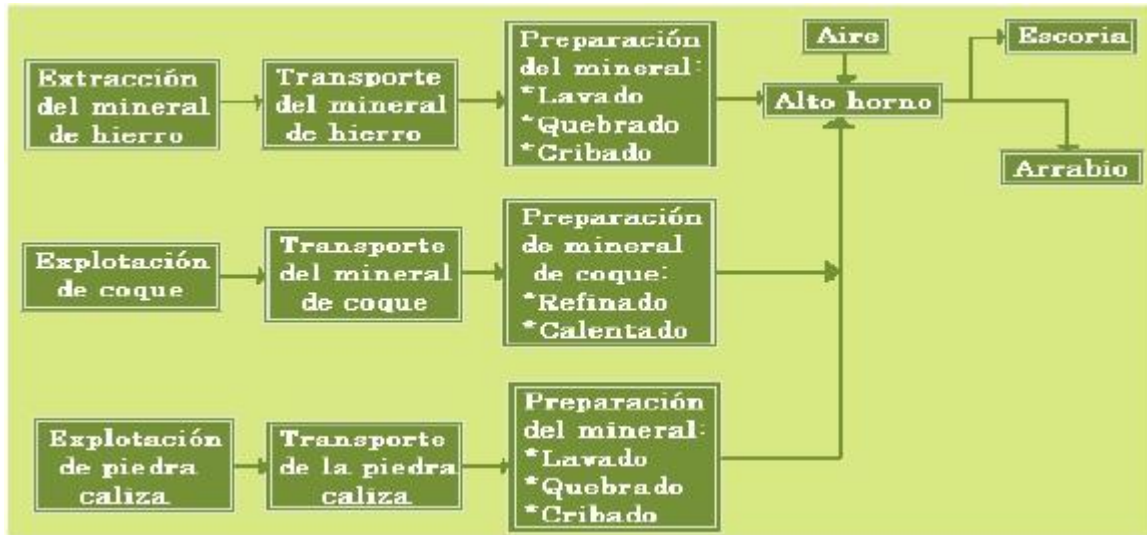 Extracción
del mineral
de hierro
Transporte
del mineral
de hierro
Preparación
del mineral:
*Lavado
*Quebrado
*Cribado
Aire
Alto horno
Escoria
Arrabio
Explotación
de coque
Transporte
del mineral
de coque
Preparación
de mineral
de coque:
*Refinado
*Calentado
Explotación
de piedra
caliza
Transporte
de la piedra
caliza
Preparación
del mineral:
*Lavado
*Quebrado
*Cribado